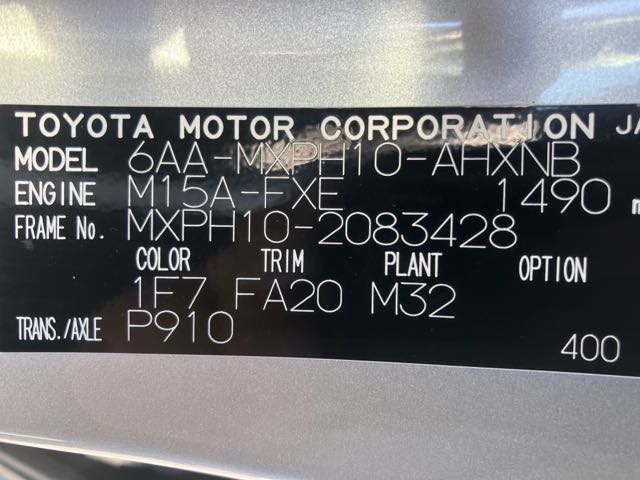 TOYOTA MOTOR CORPORATION JA
MODEL 6AA-MXPH10-AHXNB
ENGINE M15A-FXE 1490 m
FRAME No. MXPH10-2083428
COLOR TRIM PLANT OPTION
1F7 FA20 M32
TRANS./AXLE P910
400